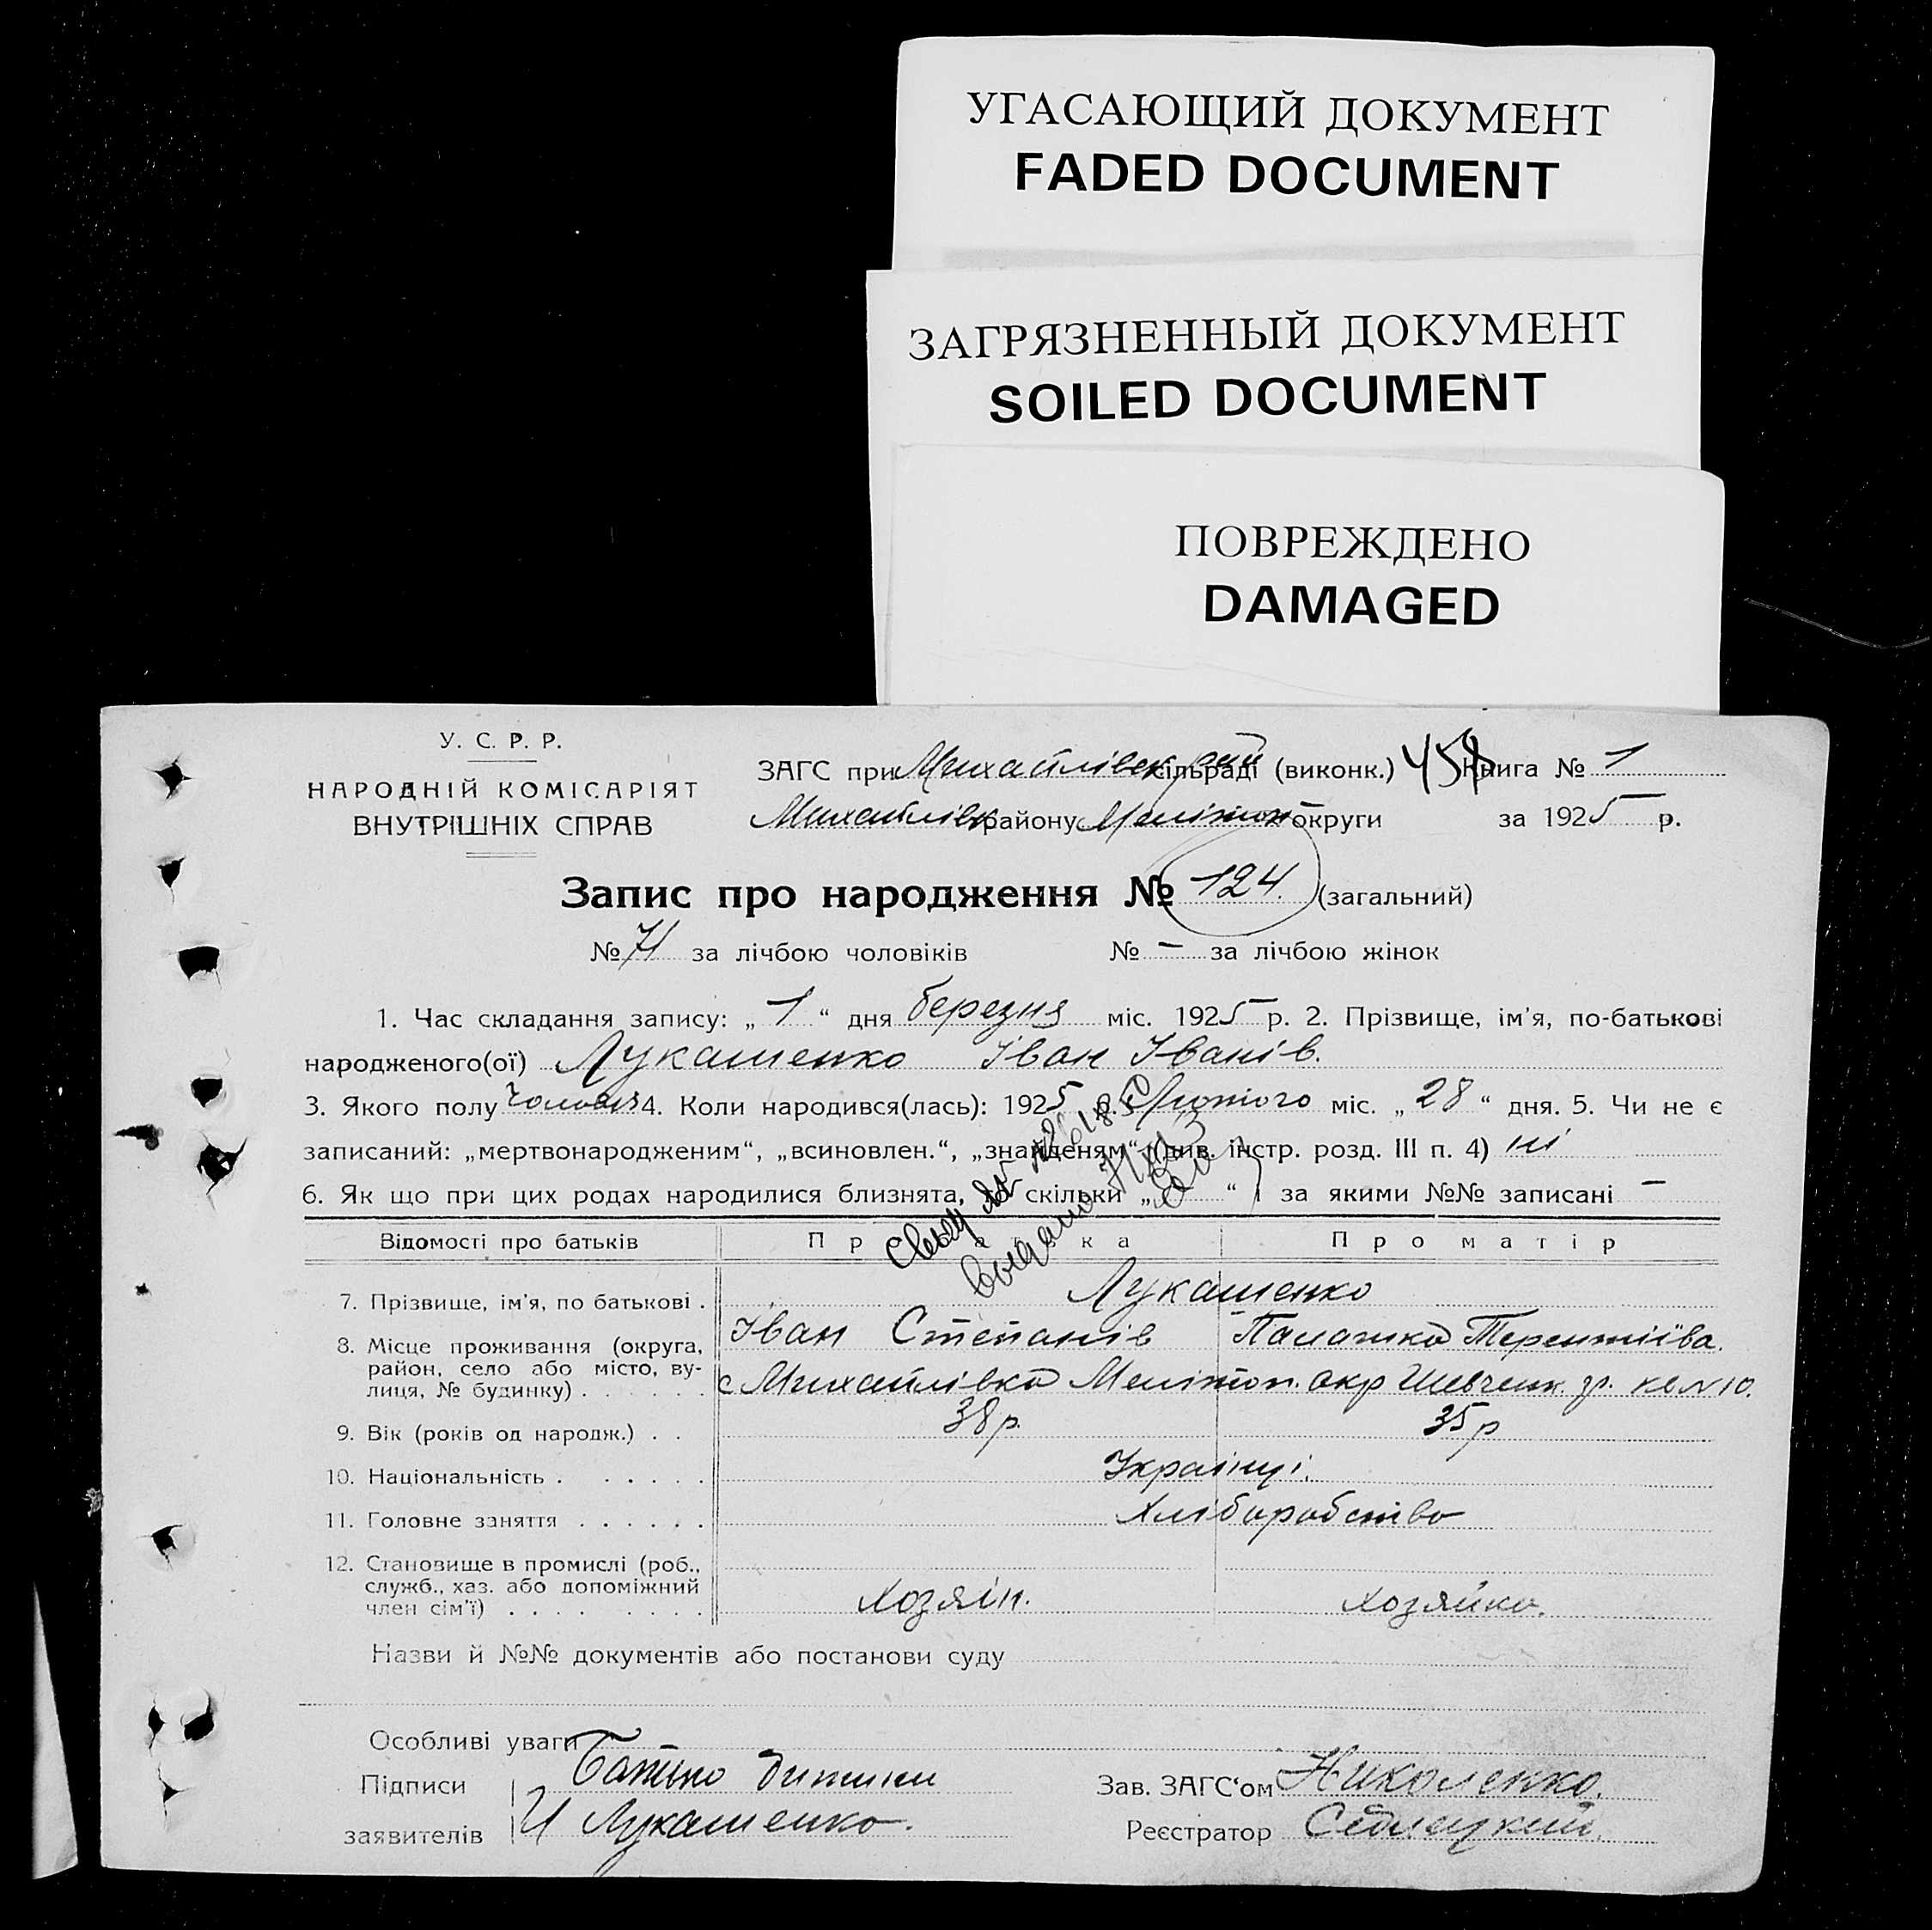 УГАСАЮЩИЙ ДОКУМЕНТ
FADED DOCUMENT
ЗАГРЯЗНЕННЫЙ ДОКУМЕНТ
SOILED DOCUMENT
ПОВРЕЖДЕНО
DAMAGED
У. С. Р. Р.
НАРОДНІЙ КОМІСАРІЯТ
ВНУТРІШНІХ СПРАВ
ЗАГС при Михайлівськ сільраді (виконк.) Книга № 1
Михайлівк району Мелітоп округи за 1925 р.
Запис про народження № 124. (загальний)
№ 71 за лічбою чоловіків № — за лічбою жінок
1. Час складання запису: „ 1 “ дня березня міс. 1925 р. 2. Прізвище, ім'я, по-батькові
народженого(ої) Лукашенко Іван Іванів.
3. Якого полу чоловіч 4. Коли народився(лась): 1925 р. Лютого міс. „ 28 “ дня. 5. Чи не є
записаний: „мертвонародженим“, „всиновлен.“, „знайденям“ (див. інстр. розд. III п. 4) ні
6. Як що при цих родах народилися близнята, то скільки „ “ і за якими №№ записані —
Відомості про батьків Про батька Про матір
7. Прізвище, ім'я, по батькові . Лукашенко
Іван Степанів Палажка Терентіїва.
8. Місце проживання (округа,
район, село або місто, ву-
лиця, № будинку) . . . . . . с Михайлівка Мелітоп. окр Шевченк. гр. кв N 10.
9. Вік (років од народж.) . . 38 р. 35 р
10. Національність . . . . . . Українці.
11. Головне заняття . . . . . . Хліборобство
12. Становище в промислі (роб.,
служб., хаз. або допоміжний
член сім'ї) . . . . . . . . Хозяїн. Хозяйка.
Назви й №№ документів або постанови суду
Особливі уваги
Підписи Батько дитини Зав. ЗАГС'ом Николенко.
заявителів И Лукашенко. Реєстратор Седлецкий.